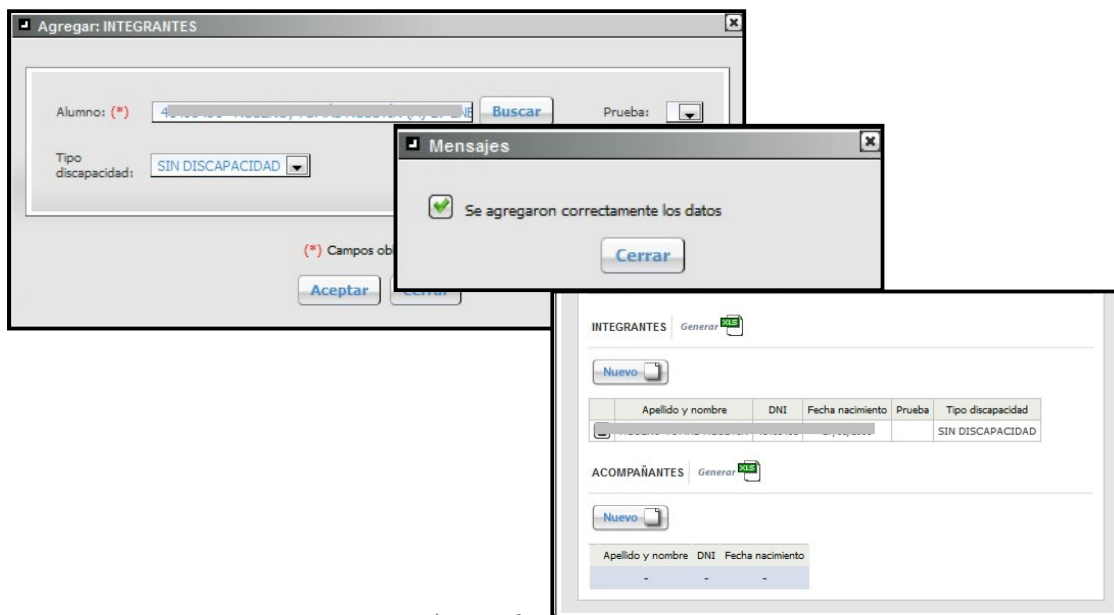 Agregar: INTEGRANTES
Alumno: (*)
Buscar
Prueba:
Tipo discapacidad:
SIN DISCAPACIDAD
(*) Campos
Aceptar
Mensajes
Se agregaron correctamente los datos
Cerrar
INTEGRANTES Generar XLS
Nuevo
Apellido y nombre DNI Fecha nacimiento Prueba Tipo discapacidad
SIN DISCAPACIDAD
ACOMPAÑANTES Generar XLS
Nuevo
Apellido y nombre DNI Fecha nacimiento
- - -